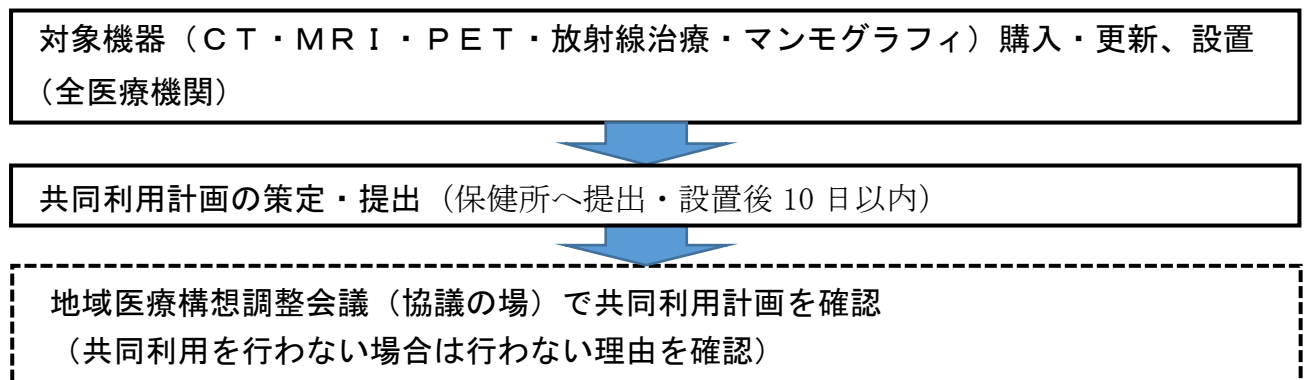 対象機器（ＣＴ・ＭＲＩ・ＰＥＴ・放射線治療・マンモグラフィ）購入・更新、設置
（全医療機関）
共同利用計画の策定・提出（保健所へ提出・設置後 10 日以内）
地域医療構想調整会議（協議の場）で共同利用計画を確認
（共同利用を行わない場合は行わない理由を確認）